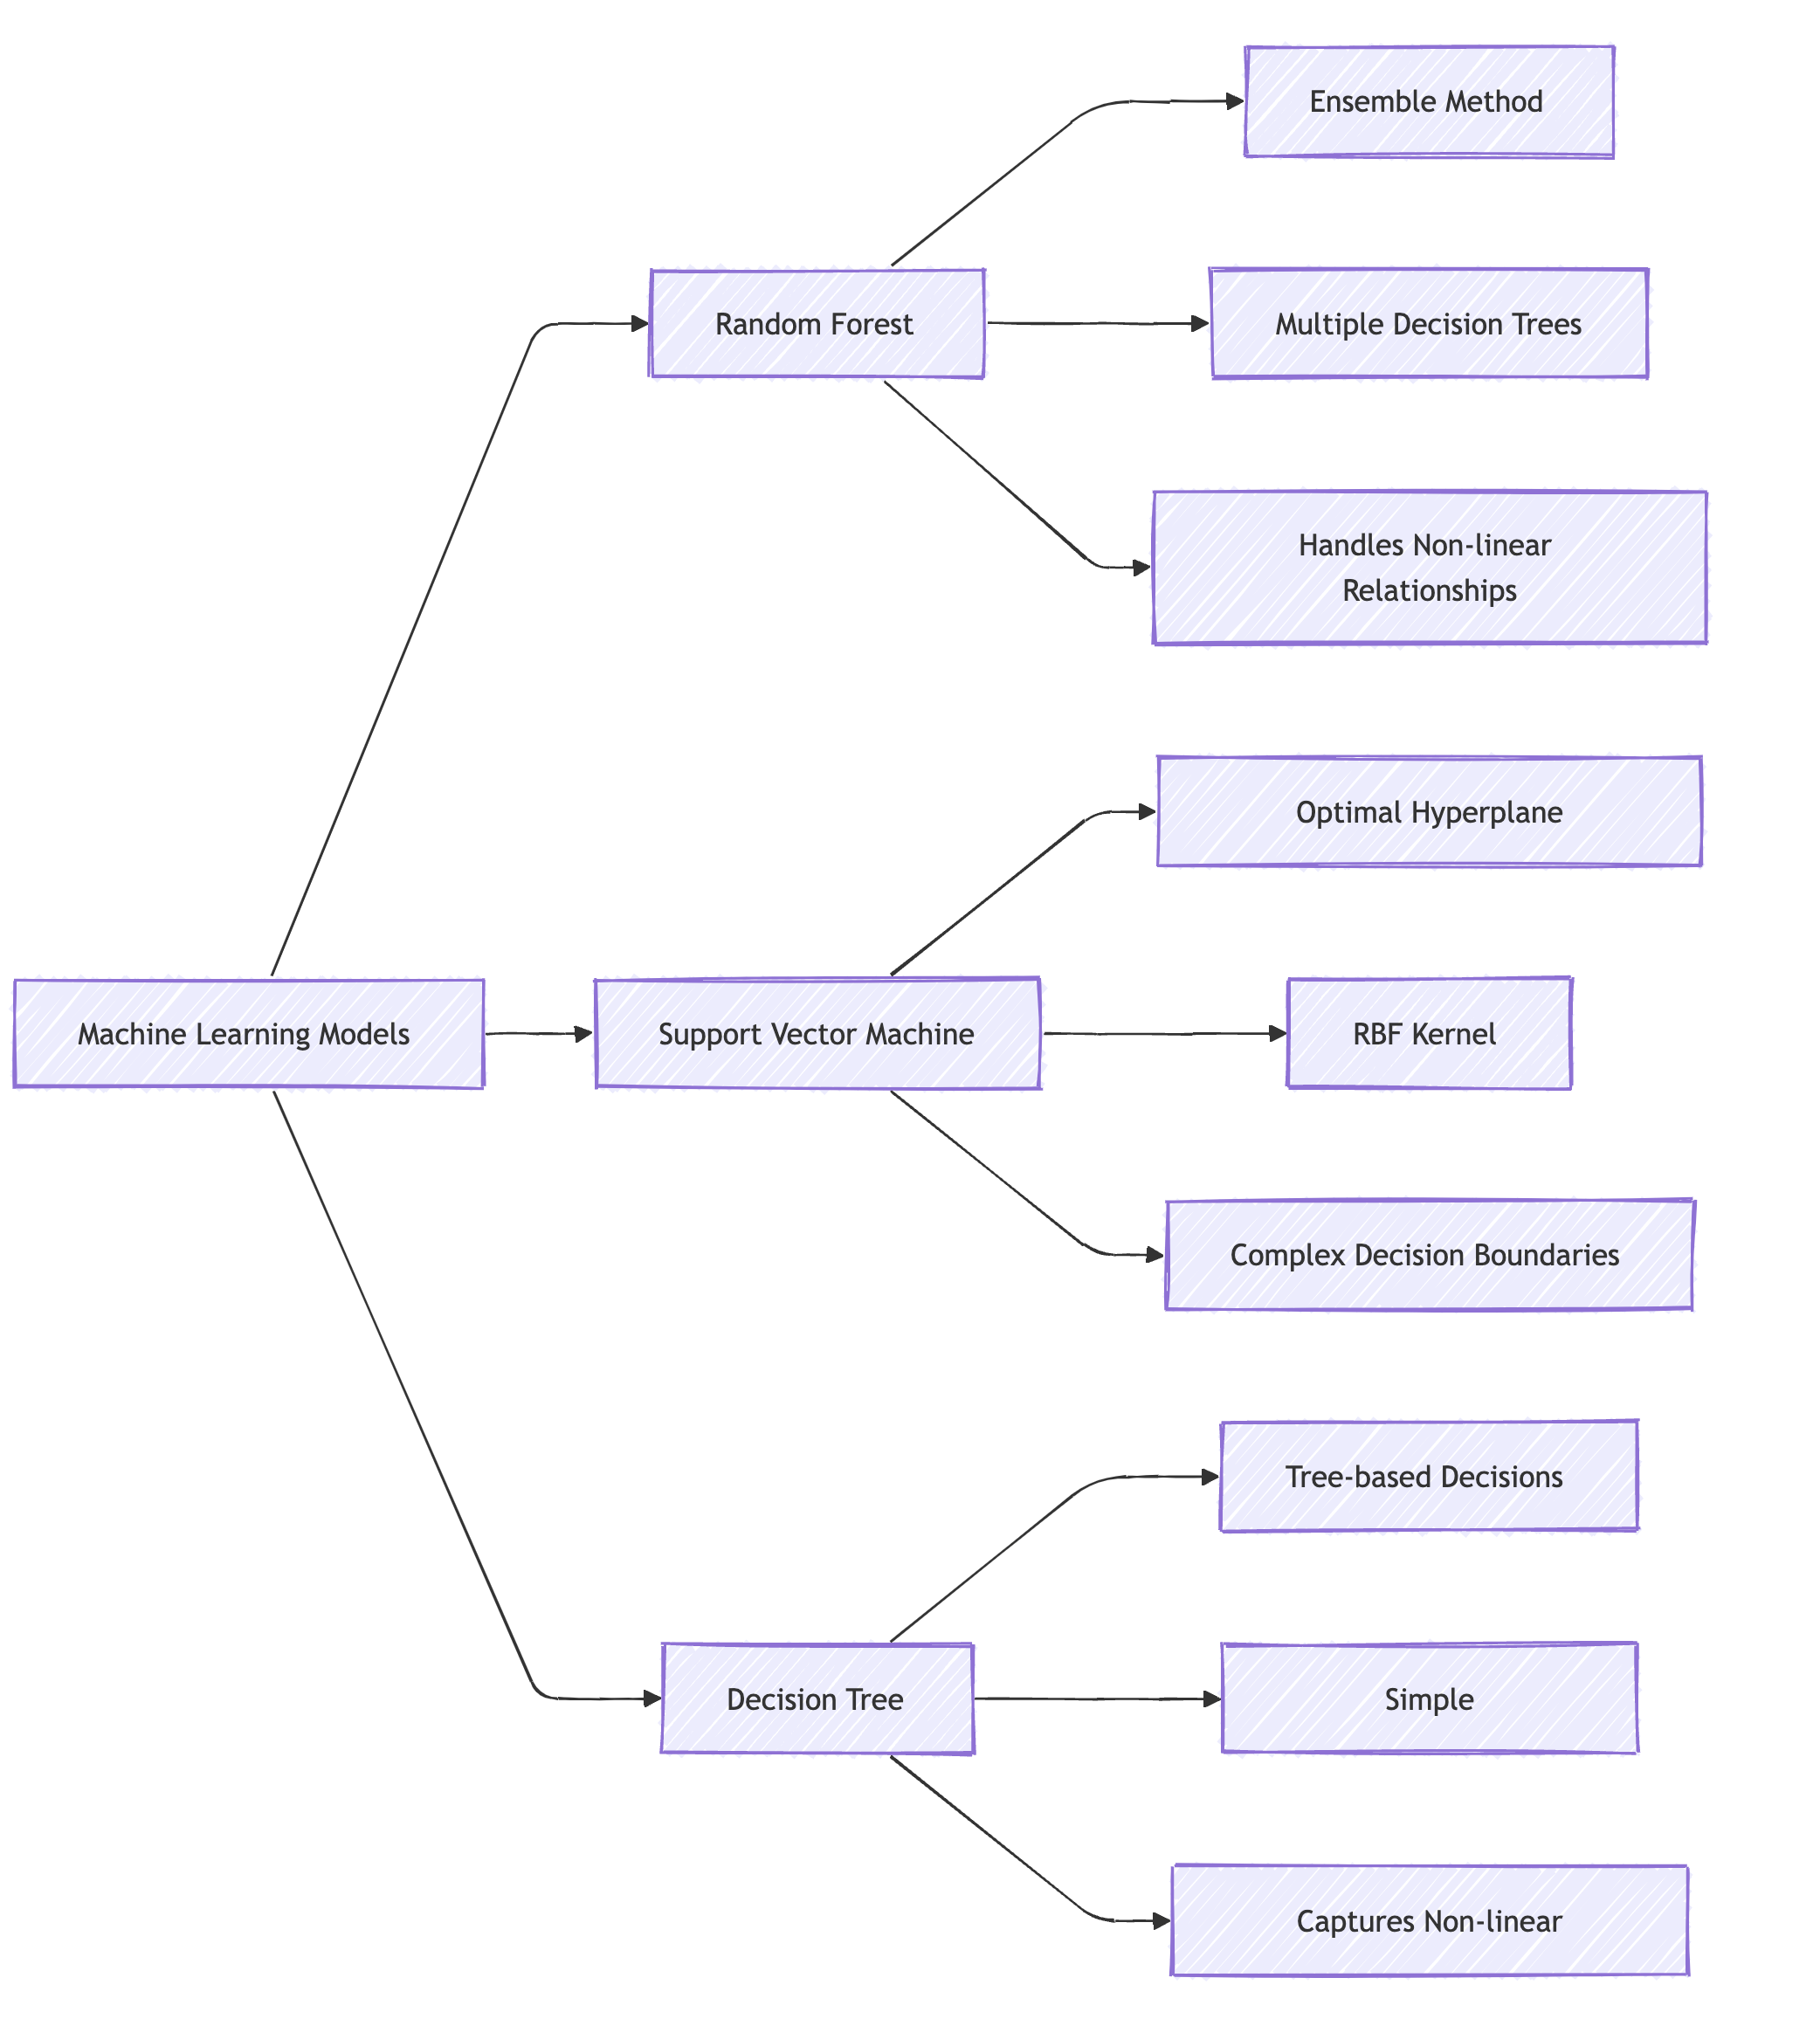 Ensemble Method
Random Forest
Multiple Decision Trees
Handles Non-linear
Relationships
Optimal Hyperplane
Machine Learning Models
Support Vector Machine
RBF Kernel
Complex Decision Boundaries
Tree-based Decisions
Decision Tree
Simple
Captures Non-linear